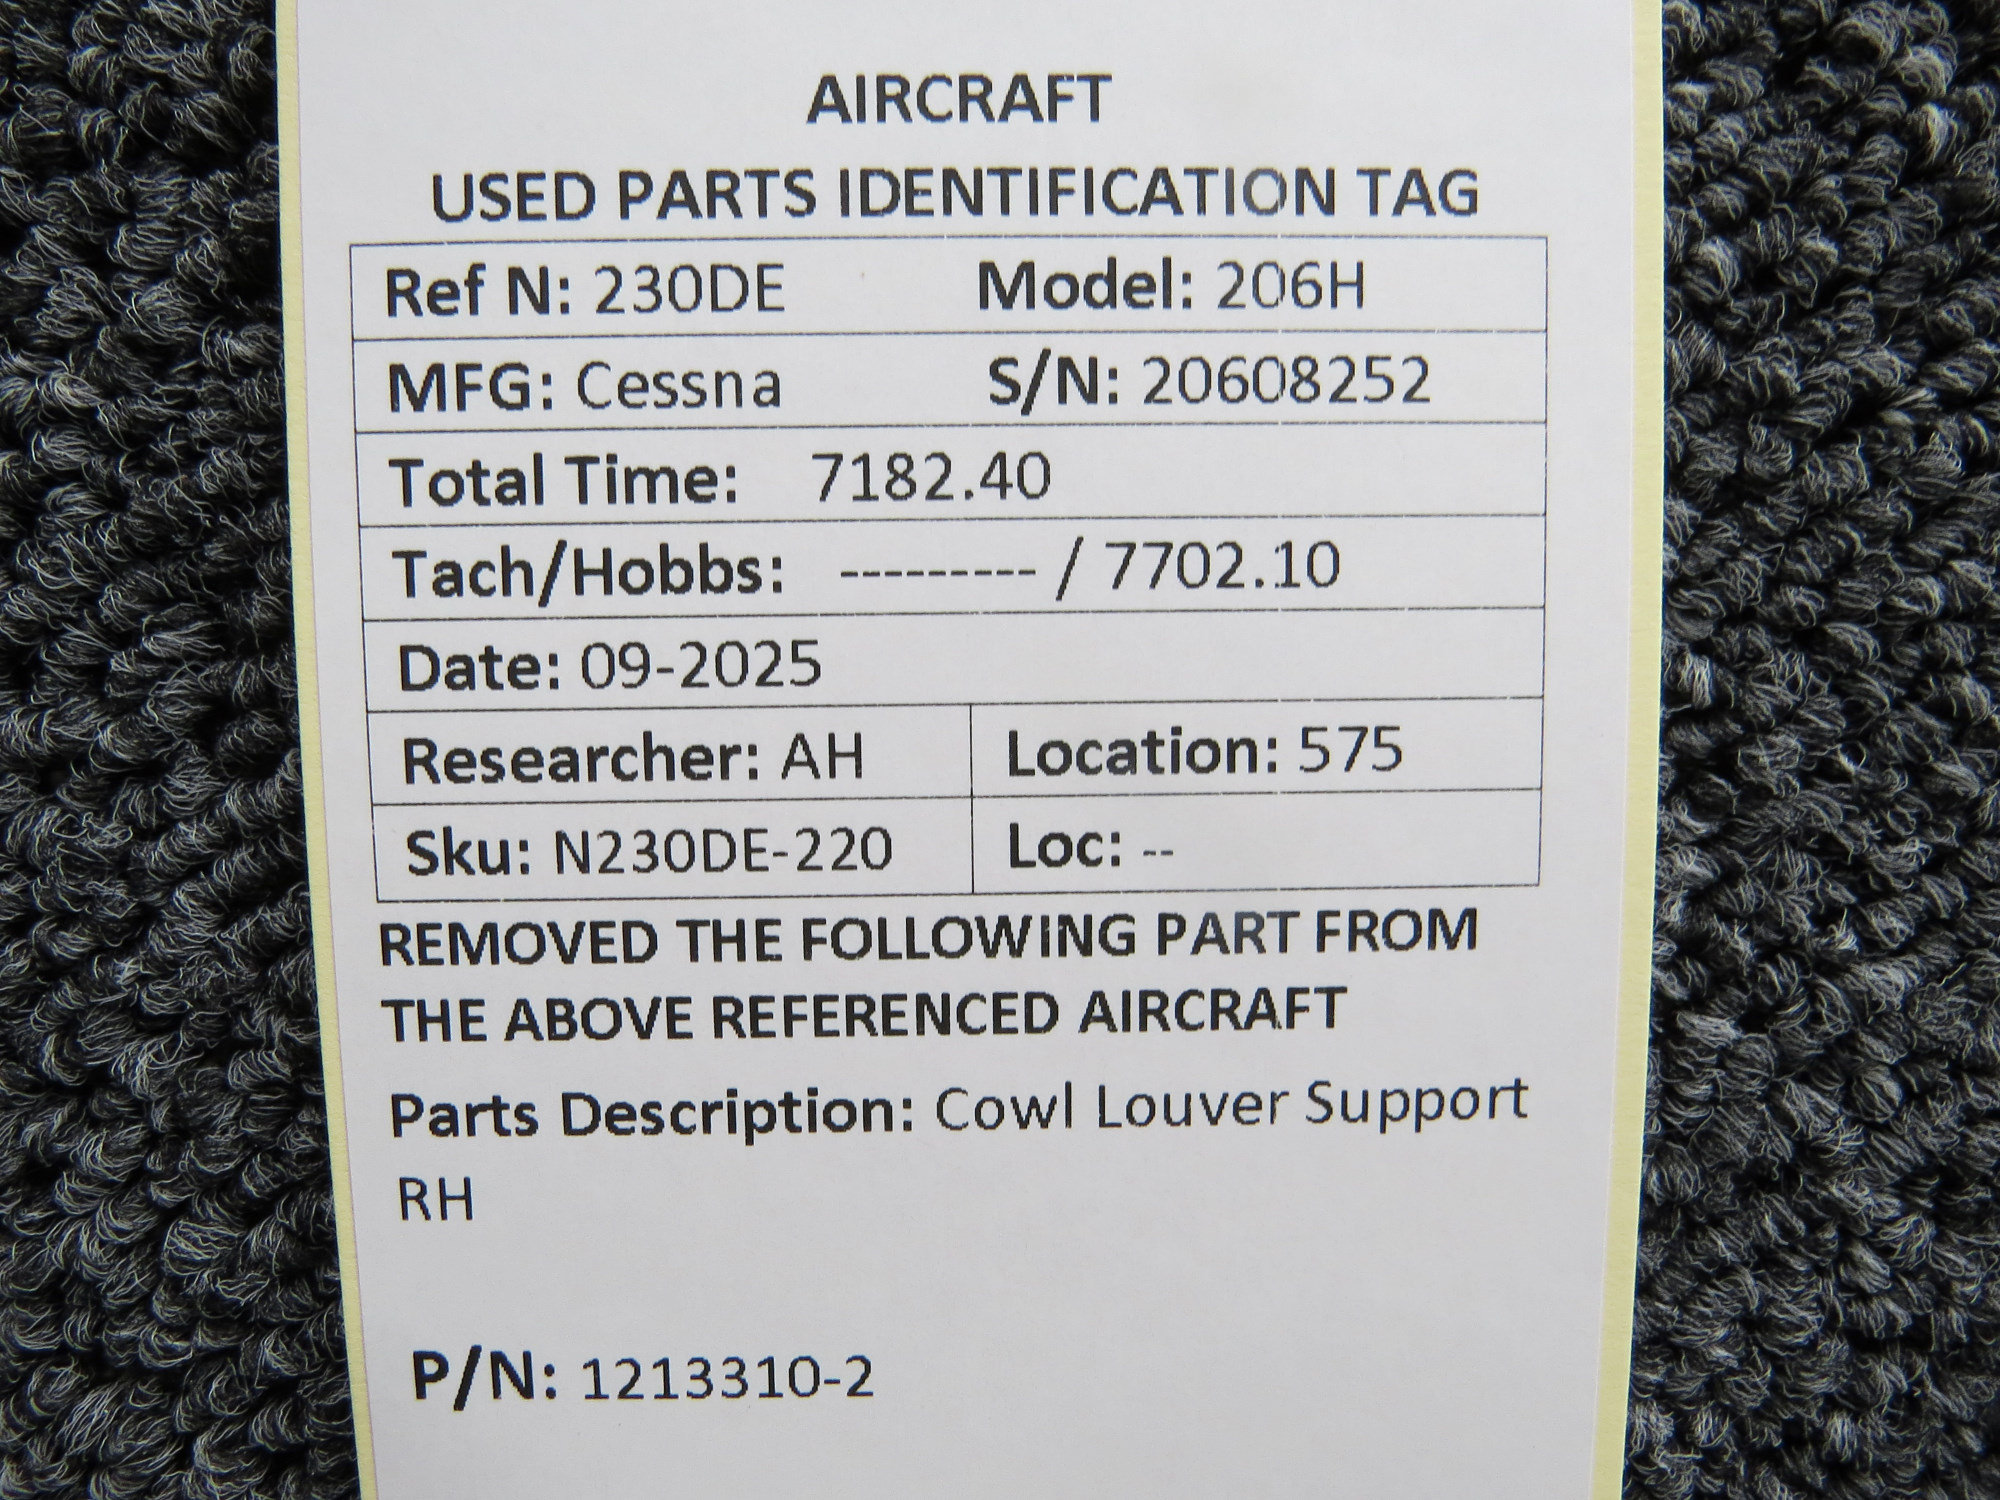 AIRCRAFT
USED PARTS IDENTIFICATION TAG
Ref N: 230DE Model: 206H
MFG: Cessna S/N: 20608252
Total Time: 7182.40
Tach/Hobbs: --------- / 7702.10
Date: 09-2025
Researcher: AH Location: 575
Sku: N230DE-220 Loc: --
REMOVED THE FOLLOWING PART FROM
THE ABOVE REFERENCED AIRCRAFT
Parts Description: Cowl Louver Support
RH
P/N: 1213310-2